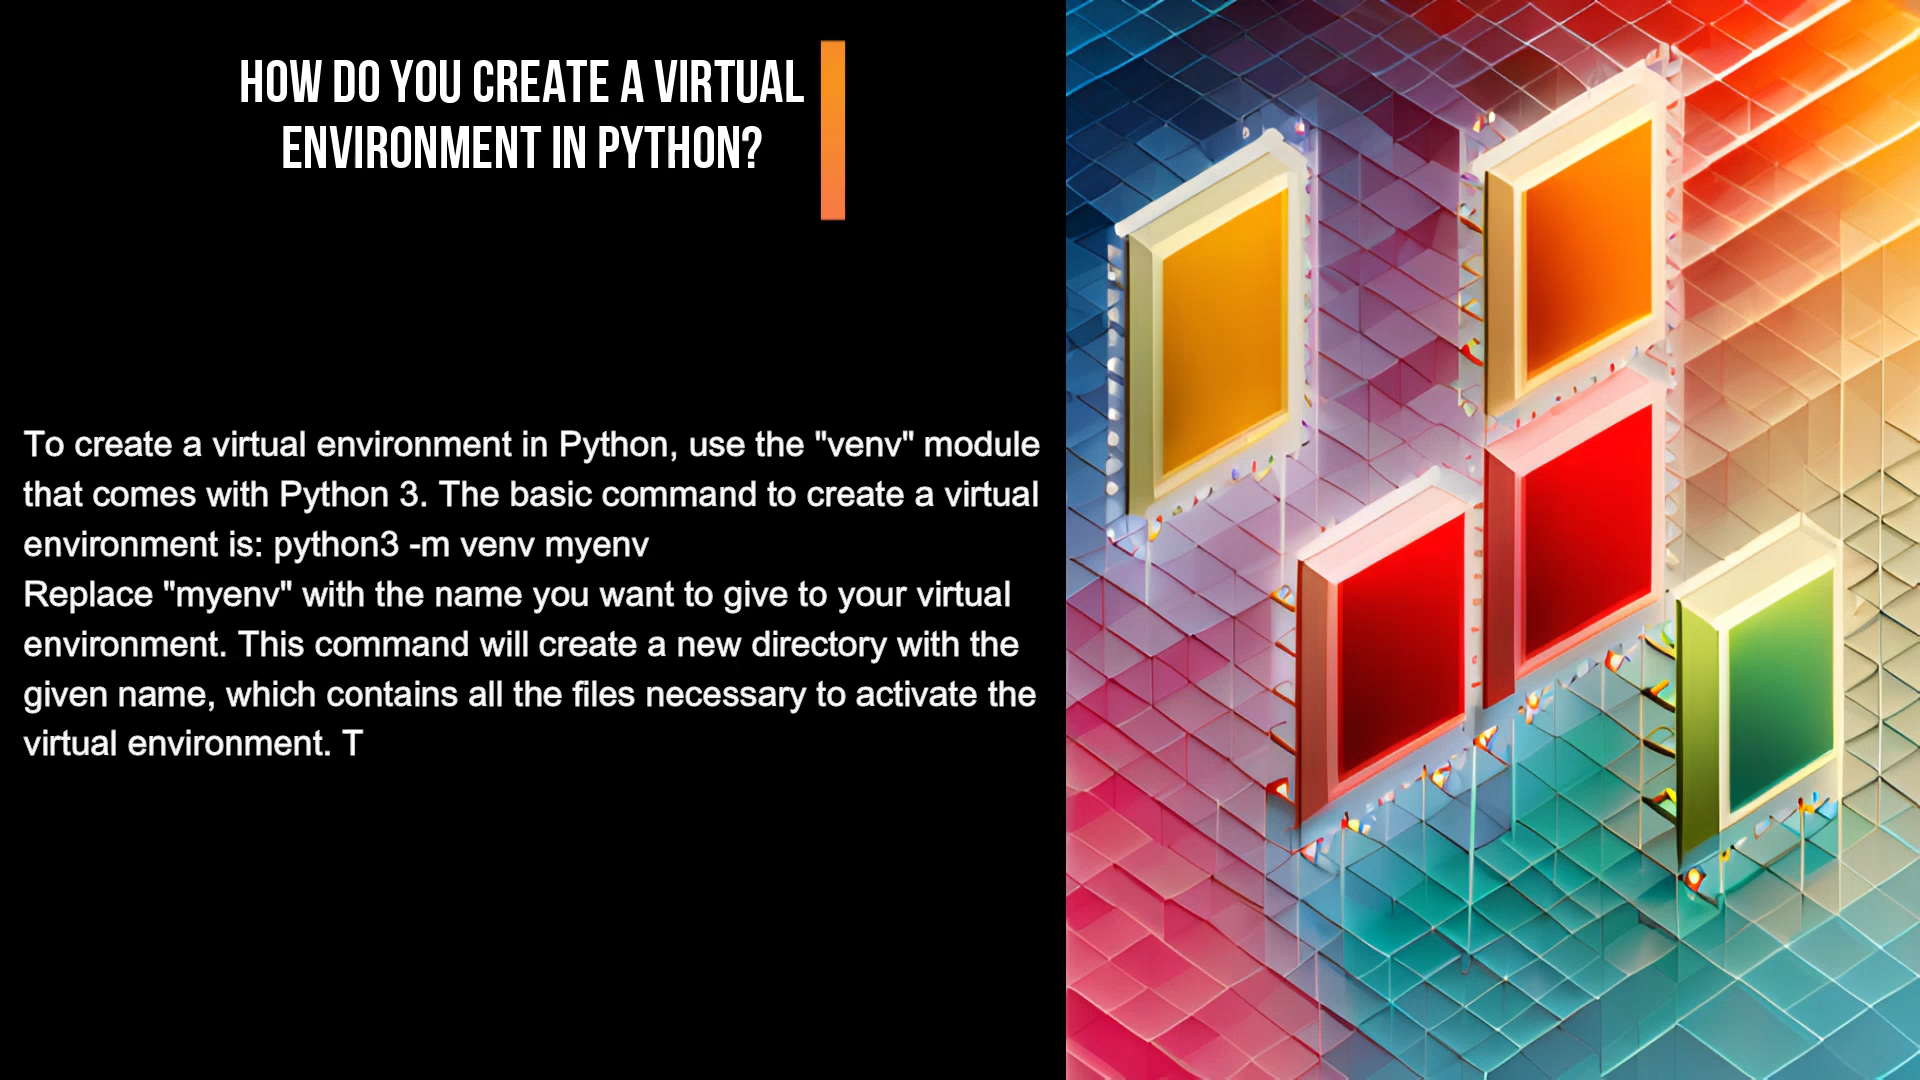 HOW DO YOU CREATE A VIRTUAL
ENVIRONMENT IN PYTHON?
To create a virtual environment in Python, use the "venv" module
that comes with Python 3. The basic command to create a virtual
environment is: python3 -m venv myenv
Replace "myenv" with the name you want to give to your virtual
environment. This command will create a new directory with the
given name, which contains all the files necessary to activate the
virtual environment. T